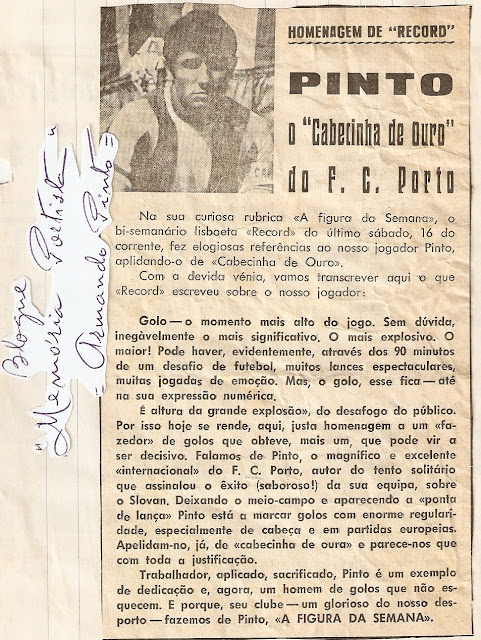 HOMENAGEM DE "RECORD"
PINTO
o "Cabecinha de Ouro"
do F. C. Porto
Na sua curiosa rubrica «A figura da Semana», o
bi-semanário lisboeta «Record» do último sábado, 16 do
corrente, fez elogiosas referências ao nosso jogador Pinto,
aplidando-o de «Cabecinha de Ouro».
Com a devida vénia, vamos transcrever aqui o que
«Record» escreveu sobre o nosso jogador:
Golo — o momento mais alto do jogo. Sem dúvida,
inegàvelmente o mais significativo. O mais explosivo. O
maior! Pode haver, evidentemente, através dos 90 minutos
de um desafio de futebol, muitos lances espectaculares,
muitas jogadas de emoção. Mas, o golo, esse fica — até
na sua expressão numérica.
É altura da grande explosão», do desafogo do público.
Por isso hoje se rende, aqui, justa homenagem a um «fa-
zedor» de golos que obteve, mais um, que pode vir a
ser decisivo. Falamos de Pinto, o magnífico e excelente
«internacional» do F. C. Porto, autor do tento solitário
que assinalou o êxito (saboroso!) da sua equipa, sobre
o Slovan. Deixando o meio-campo e aparecendo a «ponta
de lança» Pinto está a marcar golos com enorme regulari-
dade, especialmente de cabeça e em partidas europeias.
Apelidam-no, já, de «cabecinha de oura» e parece-nos que
com toda a justificação.
Trabalhador, aplicado, sacrificado, Pinto é um exemplo
de dedicação e, agora, um homem de golos que não es-
quecem. E porque, seu clube — um glorioso do nosso des-
porto — fazemos de Pinto, «A FIGURA DA SEMANA».
Blogue
"Memória Portista"
= Armando Pinto =